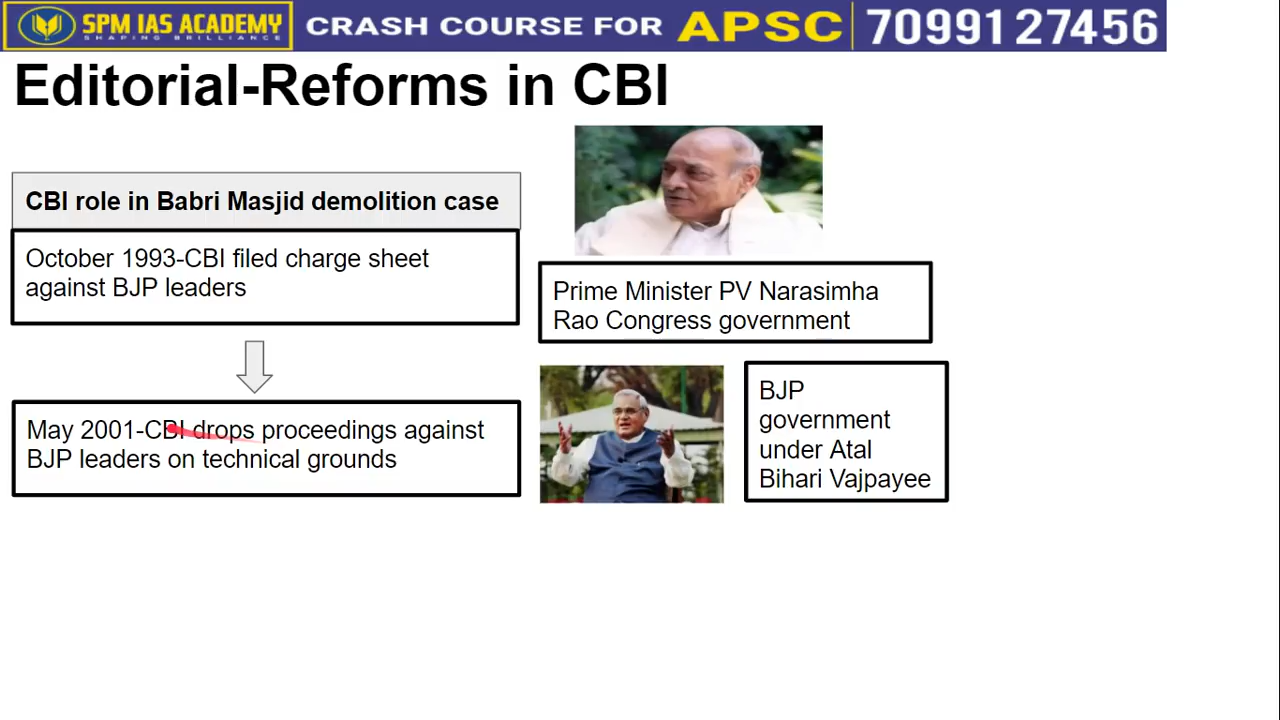 SPM IAS ACADEMY
SHAPING BRILLIANCE
CRASH COURSE FOR APSC 70991 27456
Editorial-Reforms in CBI
CBI role in Babri Masjid demolition case
October 1993-CBI filed charge sheet
against BJP leaders
Prime Minister PV Narasimha
Rao Congress government
May 2001-CBI drops proceedings against
BJP leaders on technical grounds
BJP
government
under Atal
Bihari Vajpayee